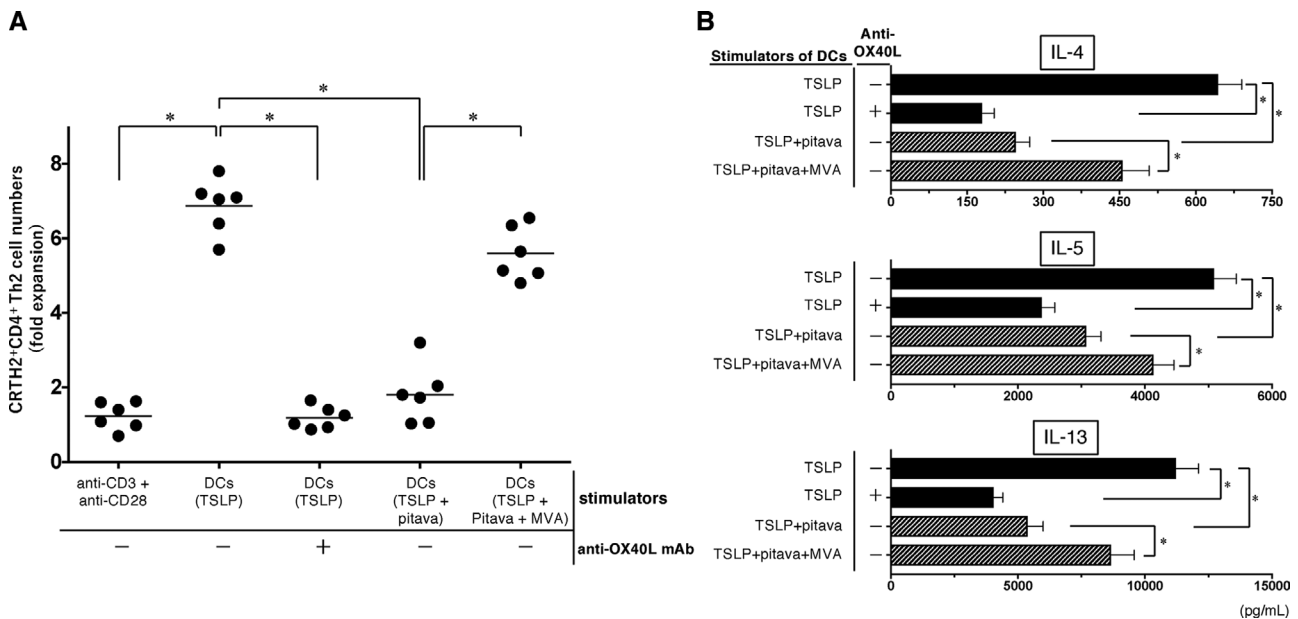 A
CRTH2⁺CD4⁺ Th2 cell numbers
(fold expansion)
*
*
*
*
8
6
4
2
0
anti-CD3 +
anti-CD28
DCs
(TSLP)
DCs
(TSLP)
DCs
(TSLP +
pitava)
DCs
(TSLP +
Pitava + MVA)
stimulators
− − + − −
anti-OX40L mAb
B
Stimulators of DCs
Anti-
OX40L
IL-4
TSLP −
TSLP +
TSLP+pitava −
TSLP+pitava+MVA −
*
*
*
0 150 300 450 600 750
IL-5
TSLP −
TSLP +
TSLP+pitava −
TSLP+pitava+MVA −
*
*
*
0 2000 4000 6000
IL-13
TSLP −
TSLP +
TSLP+pitava −
TSLP+pitava+MVA −
*
*
*
0 5000 10000 15000
(pg/mL)